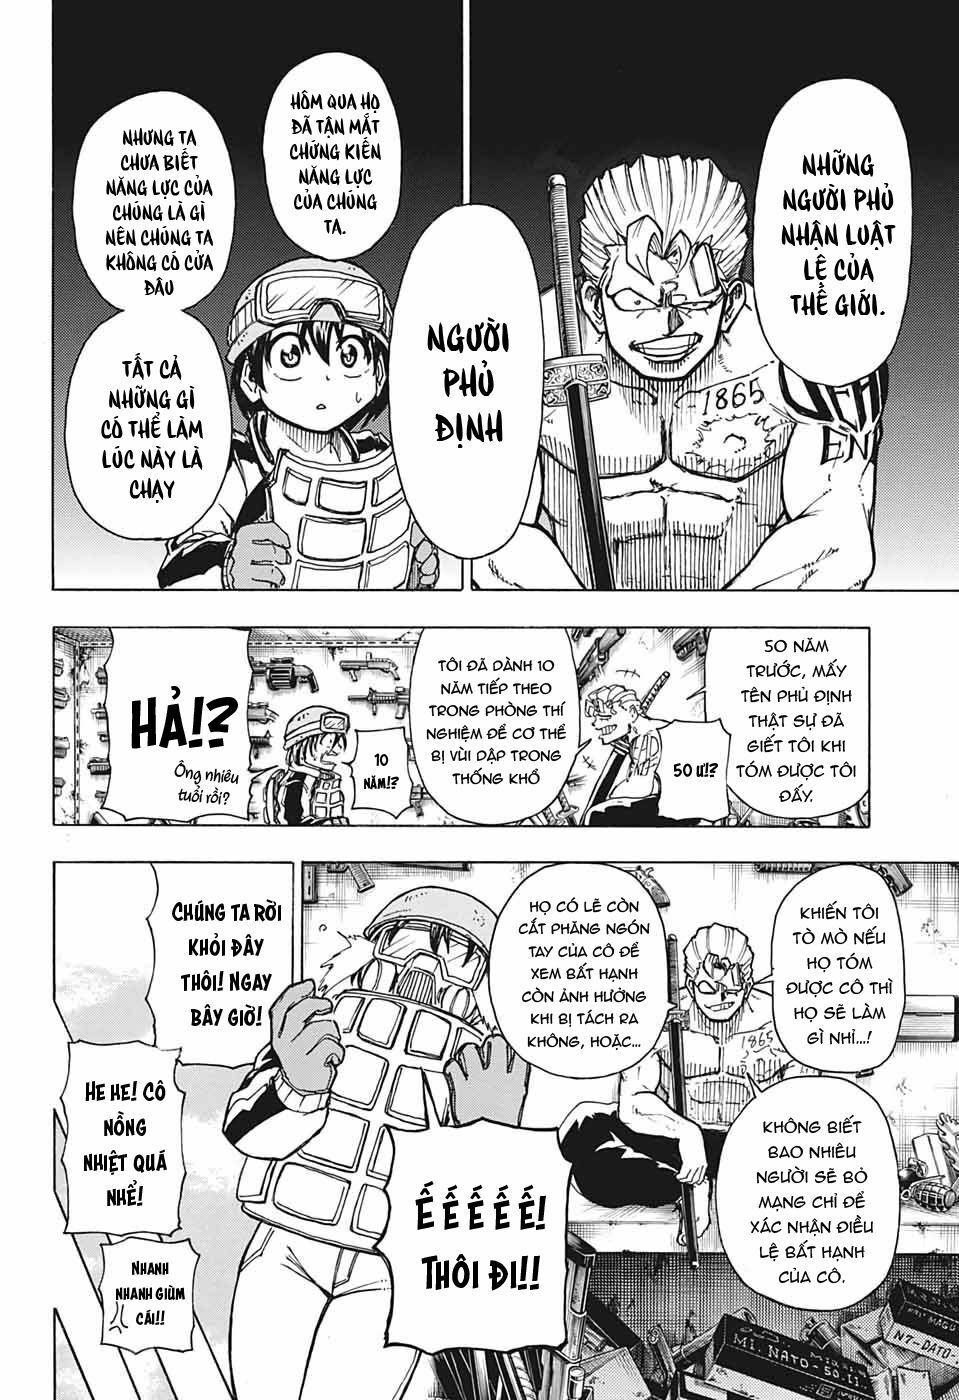 NHỮNG
NGƯỜI PHỦ
NHẬN LUẬT
LỆ CỦA
THẾ GIỚI.
1865
EN
NGƯỜI
PHỦ
ĐỊNH
HÔM QUA HỌ
ĐÃ TẬN MẮT
CHỨNG KIẾN
NĂNG LỰC
CỦA CHÚNG
TA.
NHƯNG TA
CHƯA BIẾT
NĂNG LỰC CỦA
CHÚNG LÀ GÌ
NÊN CHÚNG TA
KHÔNG CÓ CỬA
ĐÂU
TẤT CẢ
NHỮNG GÌ
CÓ THỂ LÀM
LÚC NÀY LÀ
CHẠY
50 NĂM
TRƯỚC, MẤY
TÊN PHỦ ĐỊNH
THẬT SỰ ĐÃ
GIẾT TÔI KHI
TÓM ĐƯỢC TÔI
ĐẤY.
50 Ư!?
TÔI ĐÃ DÀNH 10
NĂM TIẾP THEO
TRONG PHÒNG THÍ
NGHIỆM ĐỂ CƠ THỂ
BỊ VÙI DẬP TRONG
THỐNG KHỔ
10
NĂM!?
HẢ!?
Ông nhiêu
tuổi rồi?
KHIẾN TÔI
TÒ MÒ NẾU
HỌ TÓM
ĐƯỢC CÔ THÌ
HỌ SẼ LÀM
GÌ NHỈ...!
HỌ CÓ LẼ CÒN
CẮT PHĂNG NGÓN
TAY CỦA CÔ ĐỂ
XEM BẤT HẠNH
CÒN ẢNH HƯỞNG
KHI BỊ TÁCH RA
KHÔNG, HOẶC...
1865
KHÔNG BIẾT
BAO NHIÊU
NGƯỜI SẼ BỎ
MẠNG CHỈ ĐỂ
XÁC NHẬN ĐIỀU
LỆ BẤT HẠNH
CỦA CÔ.
Ế Ế Ế Ế Ế!
THÔI ĐI!!
CHÚNG TA RỜI
KHỎI ĐÂY
THÔI! NGAY
BÂY GIỜ!
HE HE! CÔ
NỒNG
NHIỆT QUÁ
NHỂ!
NHANH
NHANH GIÙM
CÁI!!
M1. NATO-50.11
NT-DATO-